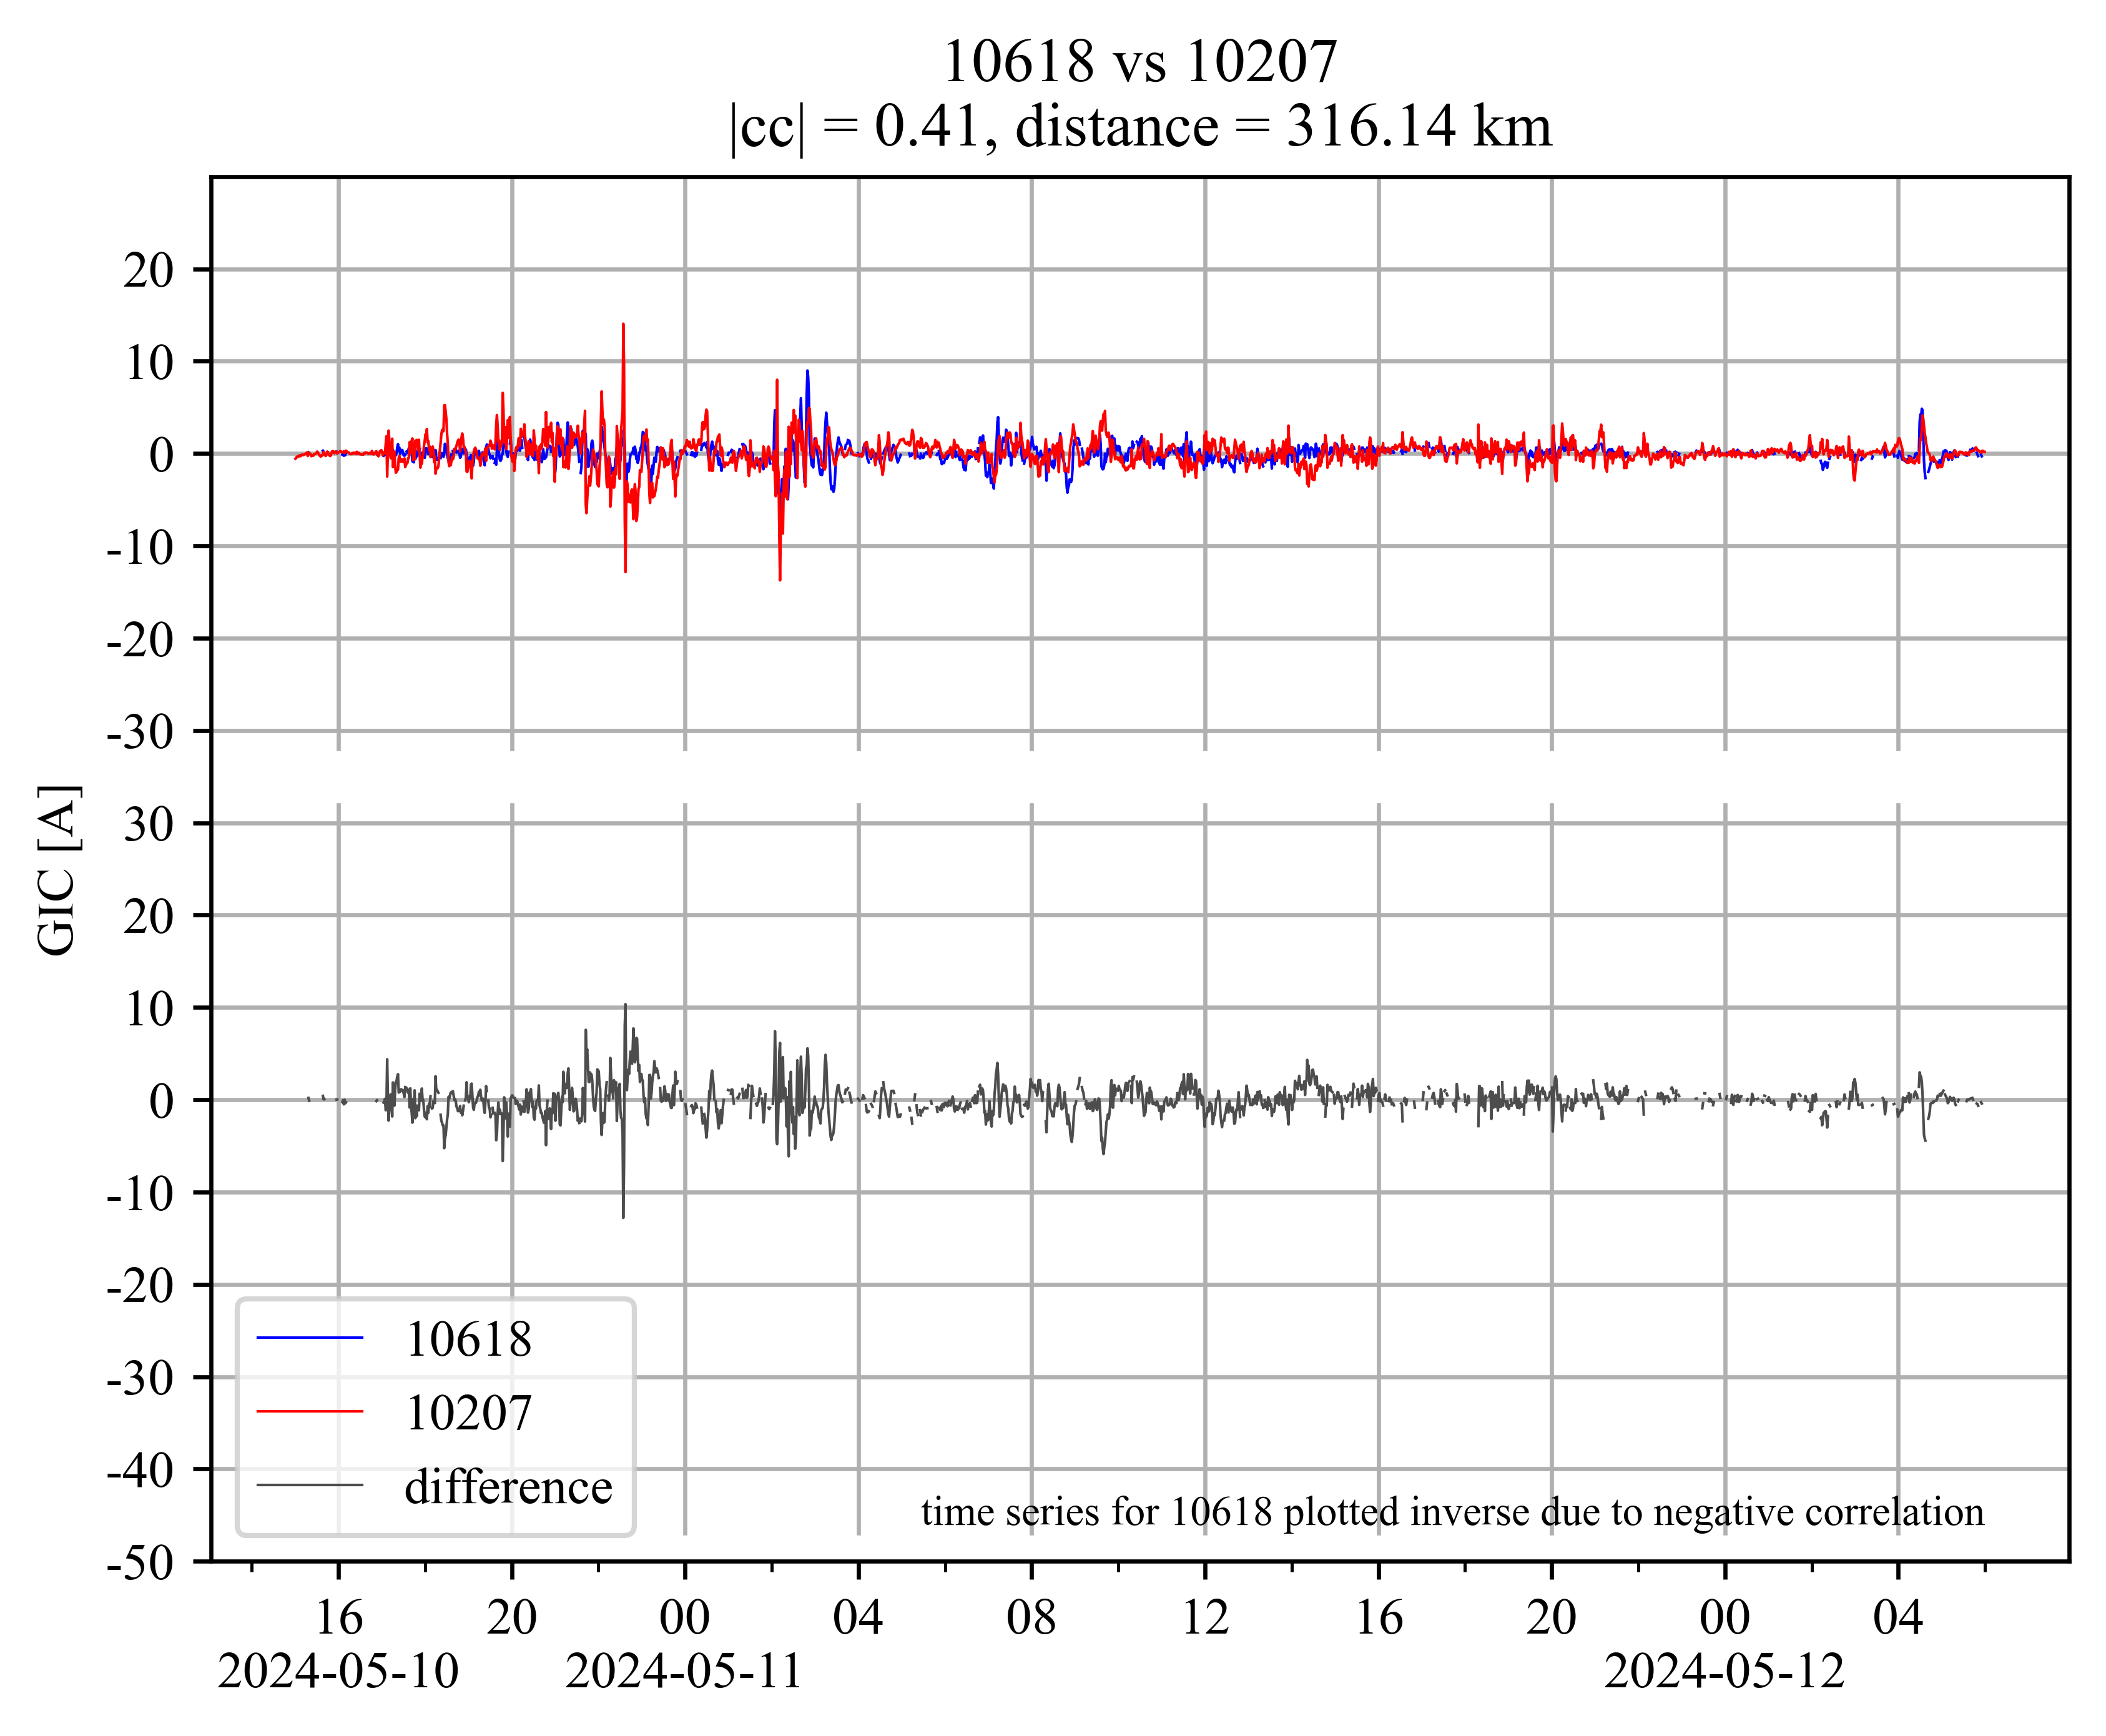 10618 vs 10207
|cc| = 0.41, distance = 316.14 km
GIC [A]
20
10
0
-10
-20
-30
30
20
10
0
-10
-20
-30
-40
-50
10618
10207
difference
time series for 10618 plotted inverse due to negative correlation
16 20 00 04 08 12 16 20 00 04
2024-05-10 2024-05-11 2024-05-12